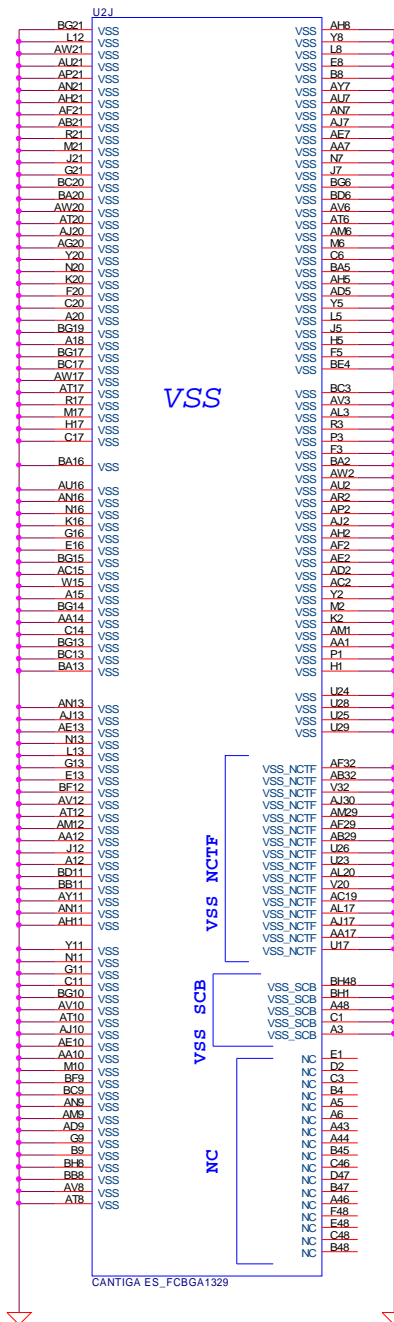 U2J
BG21 VSS
L12 VSS
AW21 VSS
AU21 VSS
AP21 VSS
AN21 VSS
AH21 VSS
AF21 VSS
AB21 VSS
R21 VSS
M21 VSS
J21 VSS
G21 VSS
BC20 VSS
BA20 VSS
AW20 VSS
AT20 VSS
AJ20 VSS
AG20 VSS
Y20 VSS
N20 VSS
K20 VSS
F20 VSS
C20 VSS
A20 VSS
BG19 VSS
A18 VSS
BG17 VSS
BC17 VSS
AW17 VSS
AT17 VSS
R17 VSS
M17 VSS
H17 VSS
C17 VSS
BA16 VSS
AU16 VSS
AN16 VSS
N16 VSS
K16 VSS
G16 VSS
E16 VSS
BG15 VSS
AC15 VSS
W15 VSS
A15 VSS
BG14 VSS
AA14 VSS
C14 VSS
BG13 VSS
BC13 VSS
BA13 VSS
AN13 VSS
AJ13 VSS
AE13 VSS
N13 VSS
L13 VSS
G13 VSS
E13 VSS
BF12 VSS
AV12 VSS
AT12 VSS
AM12 VSS
AA12 VSS
J12 VSS
A12 VSS
BD11 VSS
BB11 VSS
AY11 VSS
AN11 VSS
AH11 VSS
Y11 VSS
N11 VSS
G11 VSS
C11 VSS
BG10 VSS
AV10 VSS
AT10 VSS
AJ10 VSS
AE10 VSS
AA10 VSS
M10 VSS
BF9 VSS
BC9 VSS
AN9 VSS
AM9 VSS
AD9 VSS
G9 VSS
B9 VSS
BH8 VSS
BB8 VSS
AV8 VSS
AT8 VSS
VSS
VSS NCTF
VSS SCB
NC
VSS AH8
VSS Y8
VSS L8
VSS E8
VSS B8
VSS AY7
VSS AU7
VSS AN7
VSS AJ7
VSS AE7
VSS AA7
VSS N7
VSS J7
VSS BG6
VSS BD6
VSS AV6
VSS AT6
VSS AM6
VSS M6
VSS C6
VSS BA5
VSS AH5
VSS AD5
VSS Y5
VSS L5
VSS J5
VSS H5
VSS F5
VSS BE4
VSS BC3
VSS AV3
VSS AL3
VSS R3
VSS P3
VSS F3
VSS BA2
VSS AW2
VSS AU2
VSS AR2
VSS AP2
VSS AJ2
VSS AH2
VSS AF2
VSS AE2
VSS AD2
VSS AC2
VSS Y2
VSS M2
VSS K2
VSS AM1
VSS AA1
VSS P1
VSS H1
VSS U24
VSS U28
VSS U25
VSS U29
VSS_NCTF AF32
VSS_NCTF AB32
VSS_NCTF V32
VSS_NCTF AJ30
VSS_NCTF AM29
VSS_NCTF AF29
VSS_NCTF AB29
VSS_NCTF U26
VSS_NCTF U23
VSS_NCTF AL20
VSS_NCTF V20
VSS_NCTF AC19
VSS_NCTF AL17
VSS_NCTF AJ17
VSS_NCTF AA17
VSS_NCTF U17
VSS_SCB BH48
VSS_SCB BH1
VSS_SCB A48
VSS_SCB C1
VSS_SCB A3
NC E1
NC D2
NC C3
NC B4
NC A5
NC A6
NC A43
NC A44
NC B45
NC C46
NC D47
NC B47
NC A46
NC F48
NC E48
NC C48
NC B48
CANTIGA ES_FCBGA1329